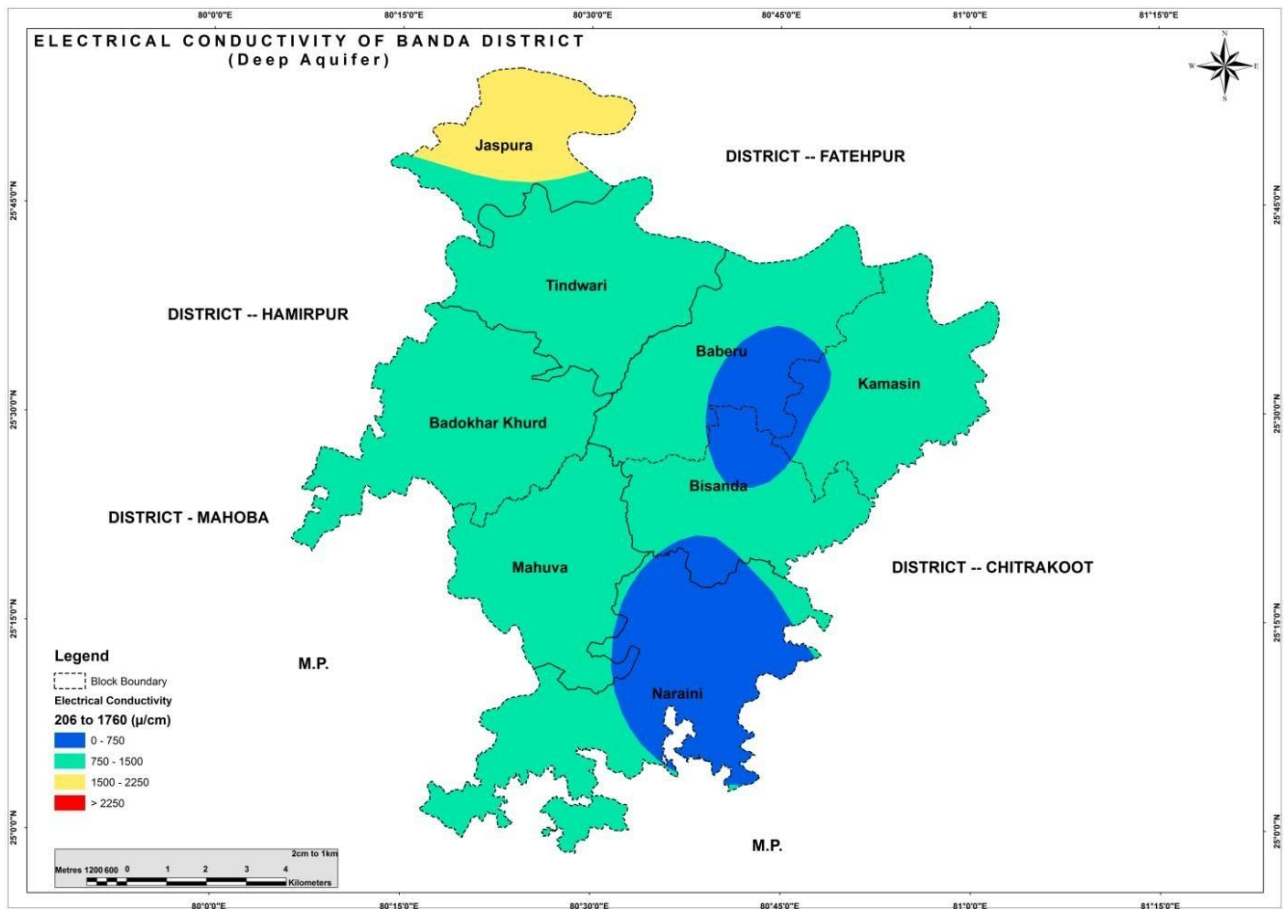 80°0'0"E 80°15'0"E 80°30'0"E 80°45'0"E 81°0'0"E 81°15'0"E
ELECTRICAL CONDUCTIVITY OF BANDA DISTRICT
(Deep Aquifer)
N
W E
S
Jaspura
DISTRICT -- FATEHPUR
25°45'0"N 25°45'0"N
Tindwari
DISTRICT -- HAMIRPUR
Baberu
Kamasin
25°30'0"N 25°30'0"N
Badokhar Khurd
Bisanda
DISTRICT - MAHOBA
Mahuva
DISTRICT -- CHITRAKOOT
25°15'0"N 25°15'0"N
M.P.
Naraini
Legend
Block Boundary
Electrical Conductivity
206 to 1760 (µ/cm)
0 - 750
750 - 1500
1500 - 2250
> 2250
25°0'0"N 25°0'0"N
M.P.
2cm to 1km
Metres 1200 600 0 1 2 3 4
Kilometers
80°0'0"E 80°15'0"E 80°30'0"E 80°45'0"E 81°0'0"E 81°15'0"E